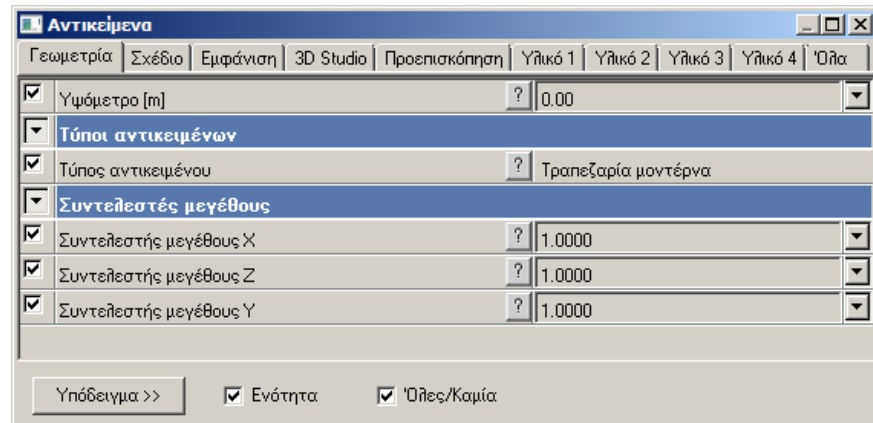 Αντικείμενα
Γεωμετρία Σχέδιο Εμφάνιση 3D Studio Προεπισκόπηση Υλικό 1 Υλικό 2 Υλικό 3 Υλικό 4 Όλα
Υψόμετρο [m] ? 0.00
Τύποι αντικειμένων
Τύπος αντικειμένου ? Τραπεζαρία μοντέρνα
Συντελεστές μεγέθους
Συντελεστής μεγέθους X ? 1.0000
Συντελεστής μεγέθους Z ? 1.0000
Συντελεστής μεγέθους Y ? 1.0000
Υπόδειγμα >> Ενότητα Όλες/Καμία